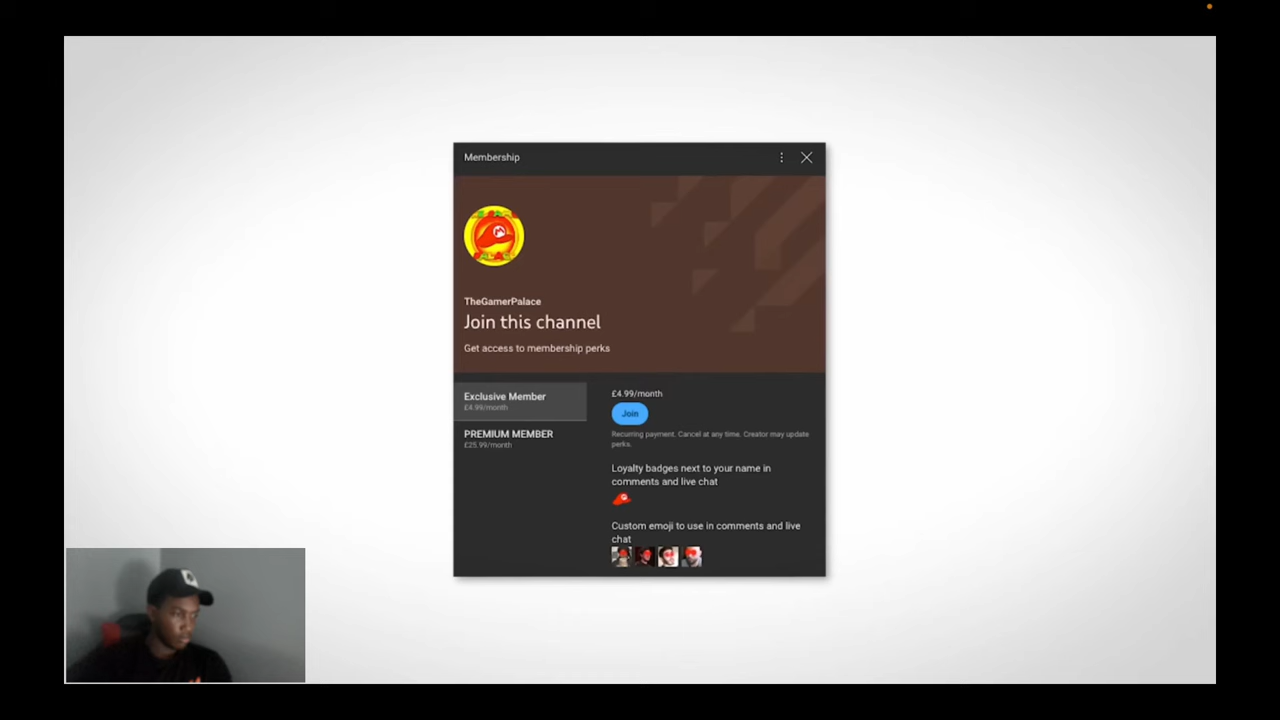 Membership
TheGamerPalace
Join this channel
Get access to membership perks
Exclusive Member
£4.99/month
PREMIUM MEMBER
£25.99/month
£4.99/month
Join
Recurring payment. Cancel at any time. Creator may update
perks.
Loyalty badges next to your name in
comments and live chat
Custom emoji to use in comments and live
chat